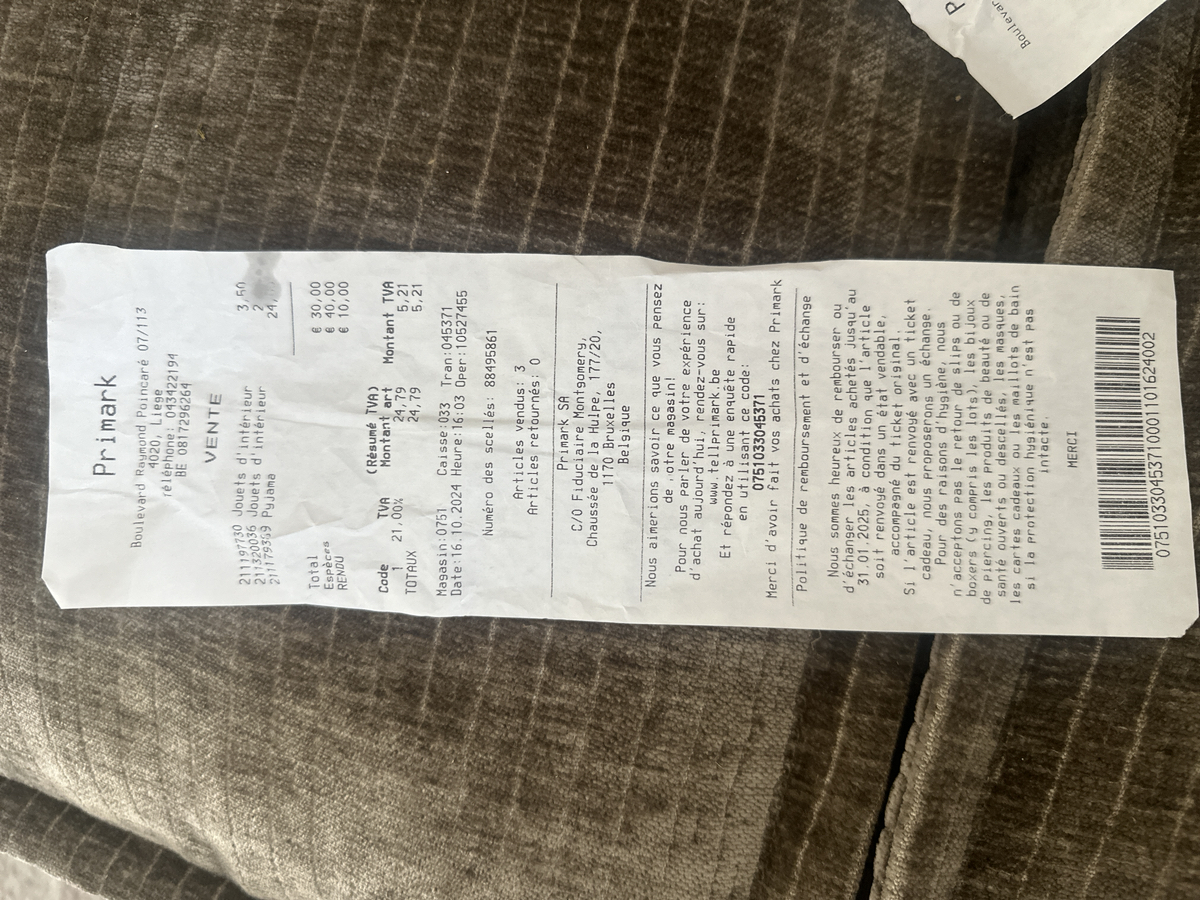 Primark
Boulevard Raymond Poincaré 07/113
4020, Liege
Téléphone:043422194
BE 0817296264
VENTE
211197730 Jouets d'intérieur 3,50
211320036 Jouets d'intérieur 2
211179369 Pyjama 24,
Total € 30,00
Espèces € 40,00
RENDU € 10,00
(Résumé TVA)
Code TVA Montant art Montant TVA
1 21,00% 24,79 5,21
TOTAUX 24,79 5,21
Magasin:0751 Caisse:033 Tran:045371
Date:16.10.2024 Heure:16:03 Oper:10527455
Numéro des scellés: 88495861
Articles vendus: 3
Articles retournés: 0
Primark SA
C/O Fiduciaire Montgomery,
Chaussée de la Hulpe, 177/20,
1170 Bruxelles
Belgique
Nous aimerions savoir ce que vous pensez
de otre magasin!
Pour nous parler de votre expérience
d'achat aujourd'hui, rendez-vous sur:
www.tellprimark.be
Et répondez à une enquête rapide
en utilisant ce code:
0751033045371
Merci d'avoir fait vos achats chez Primark
Politique de remboursement et d'échange
Nous sommes heureux de rembourser ou
d'échanger les articles achetés jusqu'au
31.01.2025, à condition que l'article
soit renvoyé dans un état vendable,
accompagné du ticket original.
Si l'article est renvoyé avec un ticket
cadeau, nous proposerons un échange.
Pour des raisons d'hygiène, nous
n'acceptons pas le retour de slips ou de
boxers (y compris les lots), les bijoux
de piercing, les produits de beauté ou de
santé ouverts ou descellés, les masques,
les cartes cadeaux ou les maillots de bain
si la protection hygiénique n'est pas
intacte.
MERCI
07510330453710001101624002
P
Boulevar